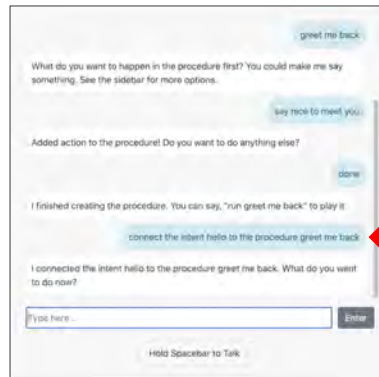 greet me back
What do you want to happen in the procedure first? You could make me say
something. See the sidebar for more options.
say nice to meet you
Added action to the procedure! Do you want to do anything else?
done
I finished creating the procedure. You can say, "run greet me back" to play it
connect the intent hello to the procedure greet me back
I connected the intent hello to the procedure greet me back. What do you want
to do now?
Type here...
Enter
Hold Spacebar to Talk